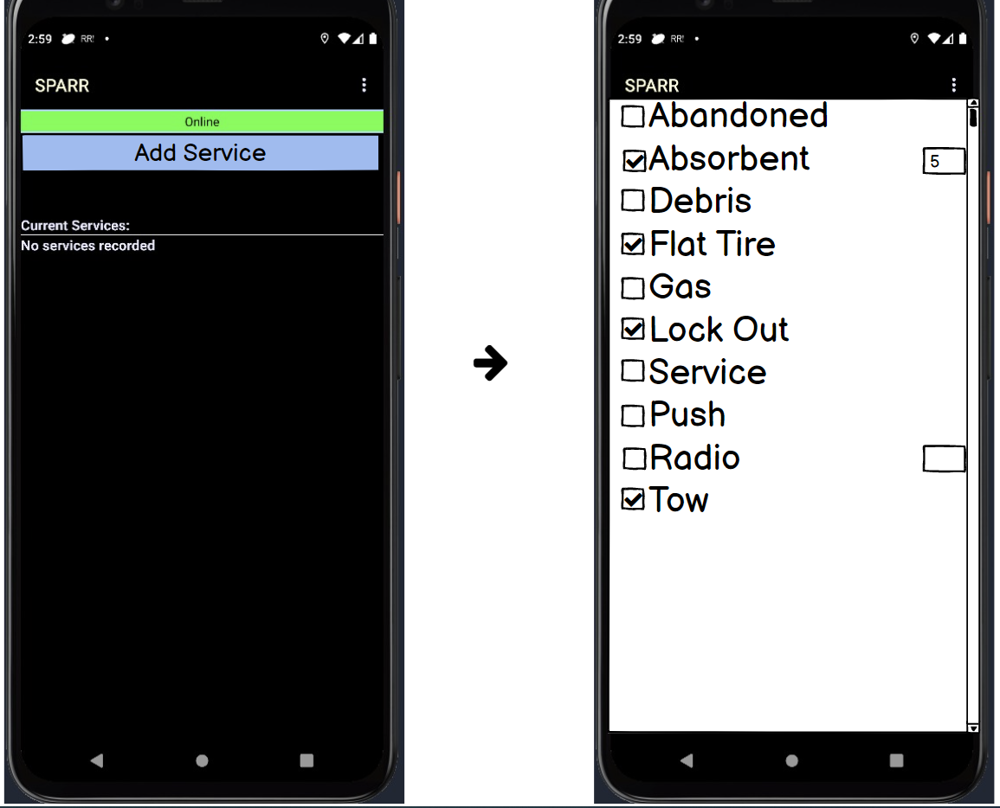 2:59 RR!
SPARR
Online
Add Service
Current Services:
No services recorded
2:59 RR!
SPARR
Abandoned
Absorbent 5
Debris
Flat Tire
Gas
Lock Out
Service
Push
Radio
Tow